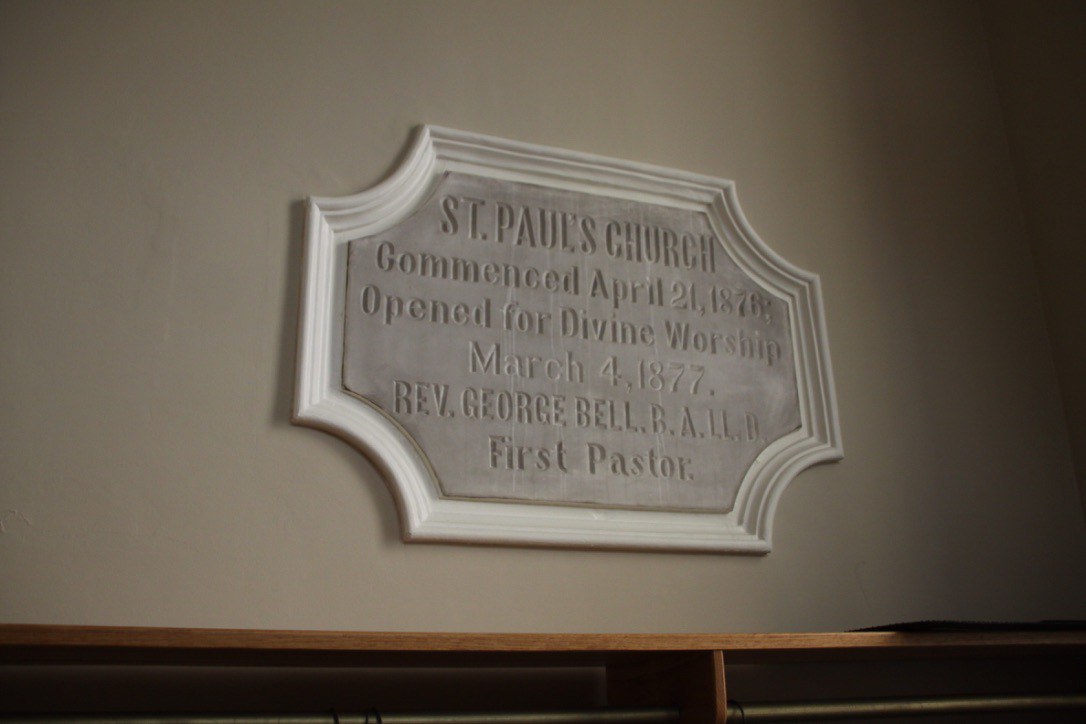 ST. PAUL'S CHURCH
Commenced April 21, 1876;
Opened for Divine Worship
March 4, 1877.
REV. GEORGE BELL. B. A. LL. D.
First Pastor.